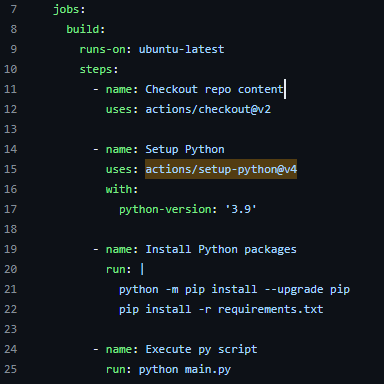 7 jobs:
8 build:
9 runs-on: ubuntu-latest
10 steps:
11 - name: Checkout repo content
12 uses: actions/checkout@v2
13
14 - name: Setup Python
15 uses: actions/setup-python@v4
16 with:
17 python-version: '3.9'
18
19 - name: Install Python packages
20 run: |
21 python -m pip install --upgrade pip
22 pip install -r requirements.txt
23
24 - name: Execute py script
25 run: python main.py